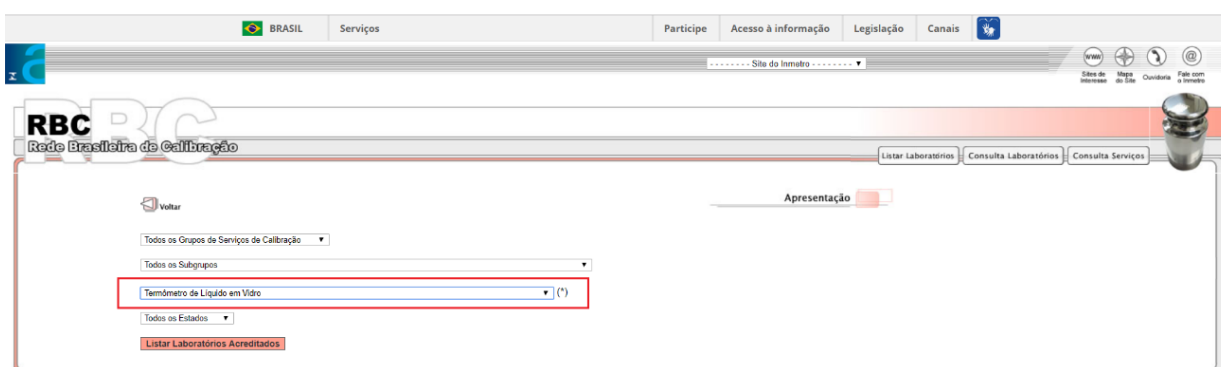 BRASIL Serviços Participe Acesso à informação Legislação Canais
- - - - - - - - Site do Inmetro - - - - - - - -
www @
Sites de Interesse Mapa do Site Ouvidoria Fale com o Inmetro
RBC
Rede Brasileira de Calibração
Listar Laboratórios Consulta Laboratórios Consulta Serviços
Apresentação
Voltar
Todos os Grupos de Serviços de Calibração
Todos os Subgrupos
Termômetro de Líquido em Vidro (*)
Todos os Estados
Listar Laboratórios Acreditados